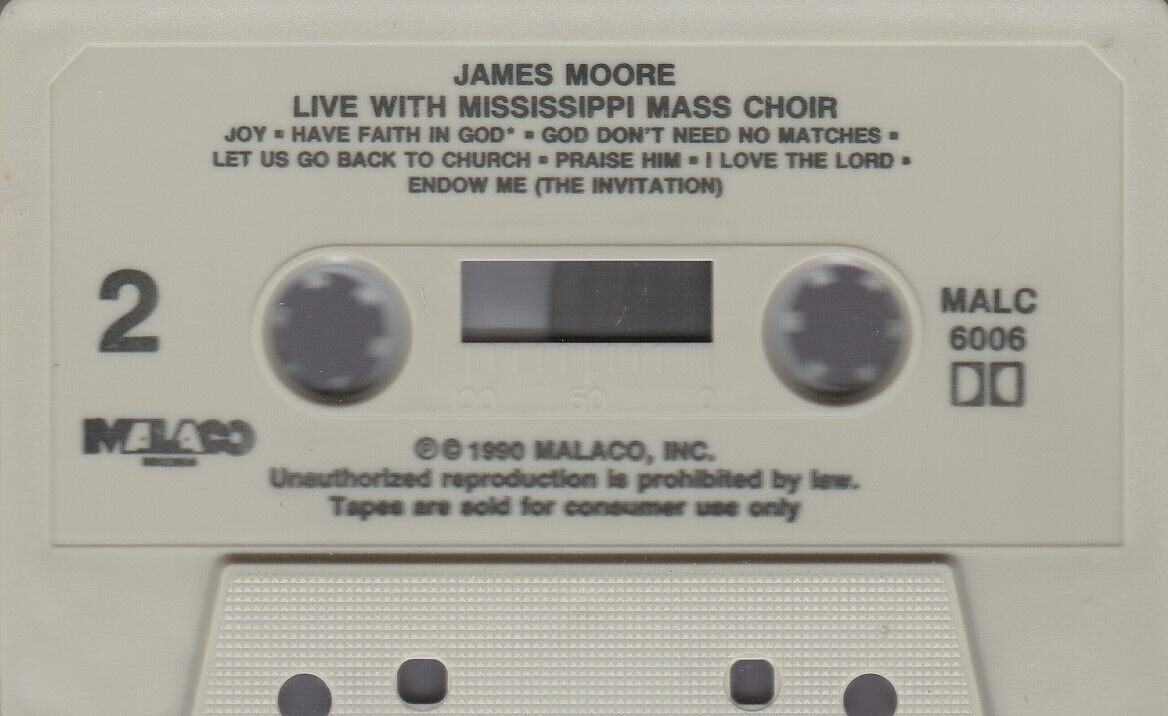 JAMES MOORE
LIVE WITH MISSISSIPPI MASS CHOIR
JOY ▪ HAVE FAITH IN GOD* ▪ GOD DON'T NEED NO MATCHES ▪
LET US GO BACK TO CHURCH ▪ PRAISE HIM ▪ I LOVE THE LORD ▪
ENDOW ME (THE INVITATION)
2
MALC
6006
100 50 0
MALACO
℗ © 1990 MALACO, INC.
Unauthorized reproduction is prohibited by law.
Tapes are sold for consumer use only